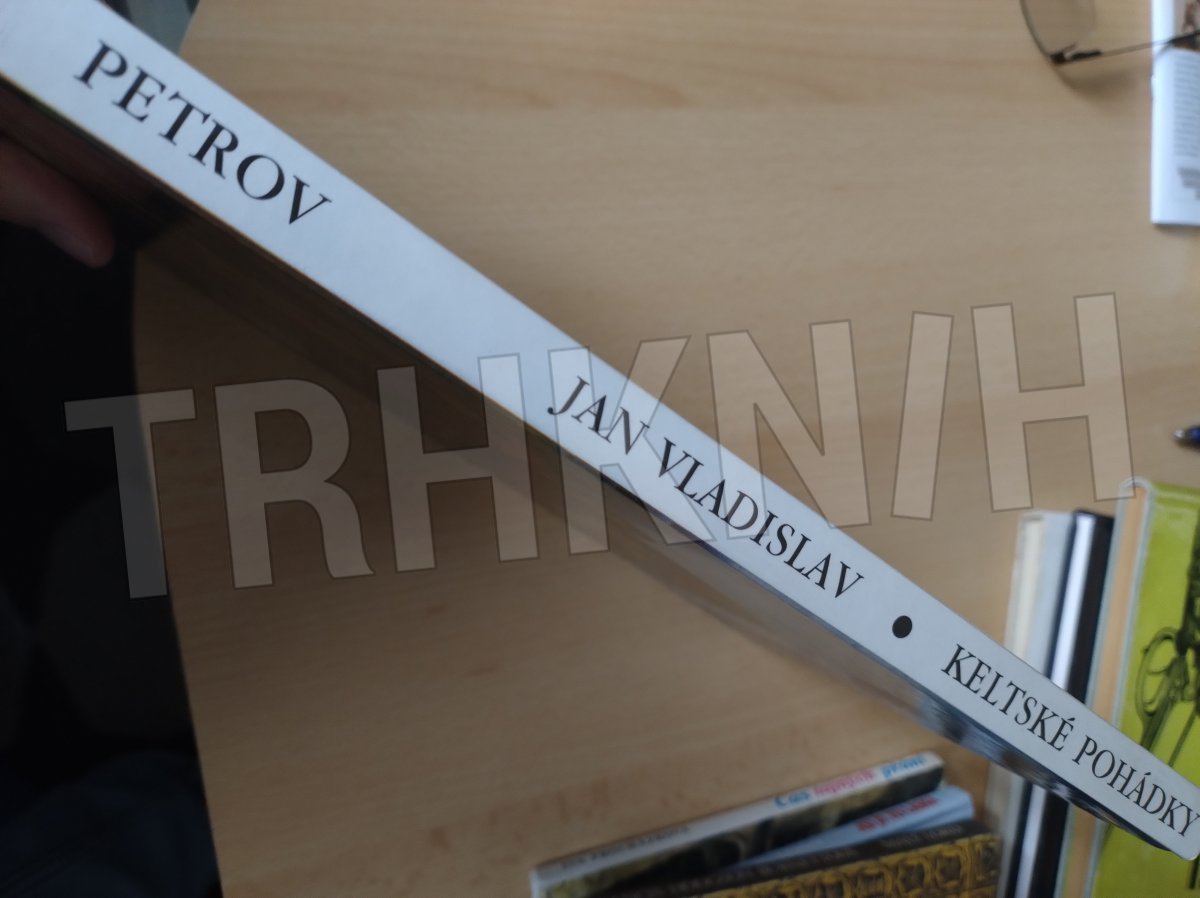 PETROV
JAN VLADISLAV • KELTSKÉ POHÁDKY
TRHKNIH